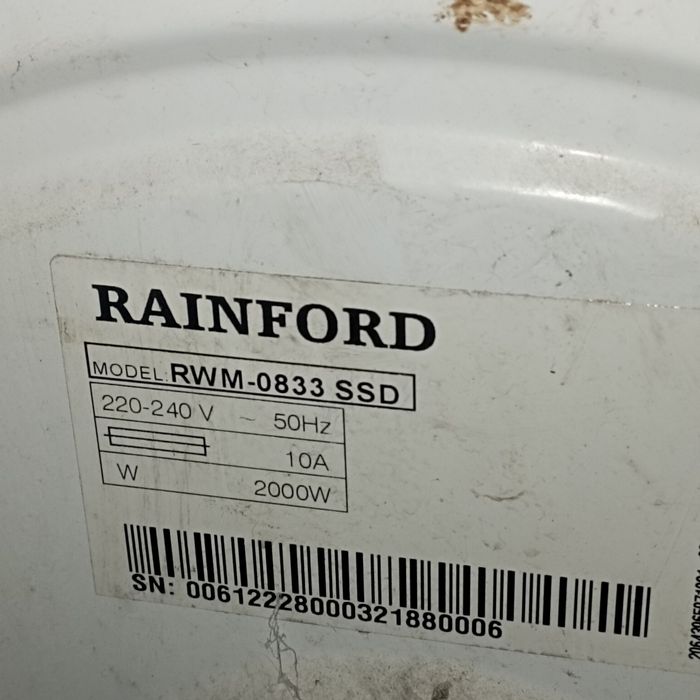 RAINFORD
MODEL: RWM-0833 SSD
220-240 V ~ 50Hz
10A
W 2000W
SN: 00612228000321880006